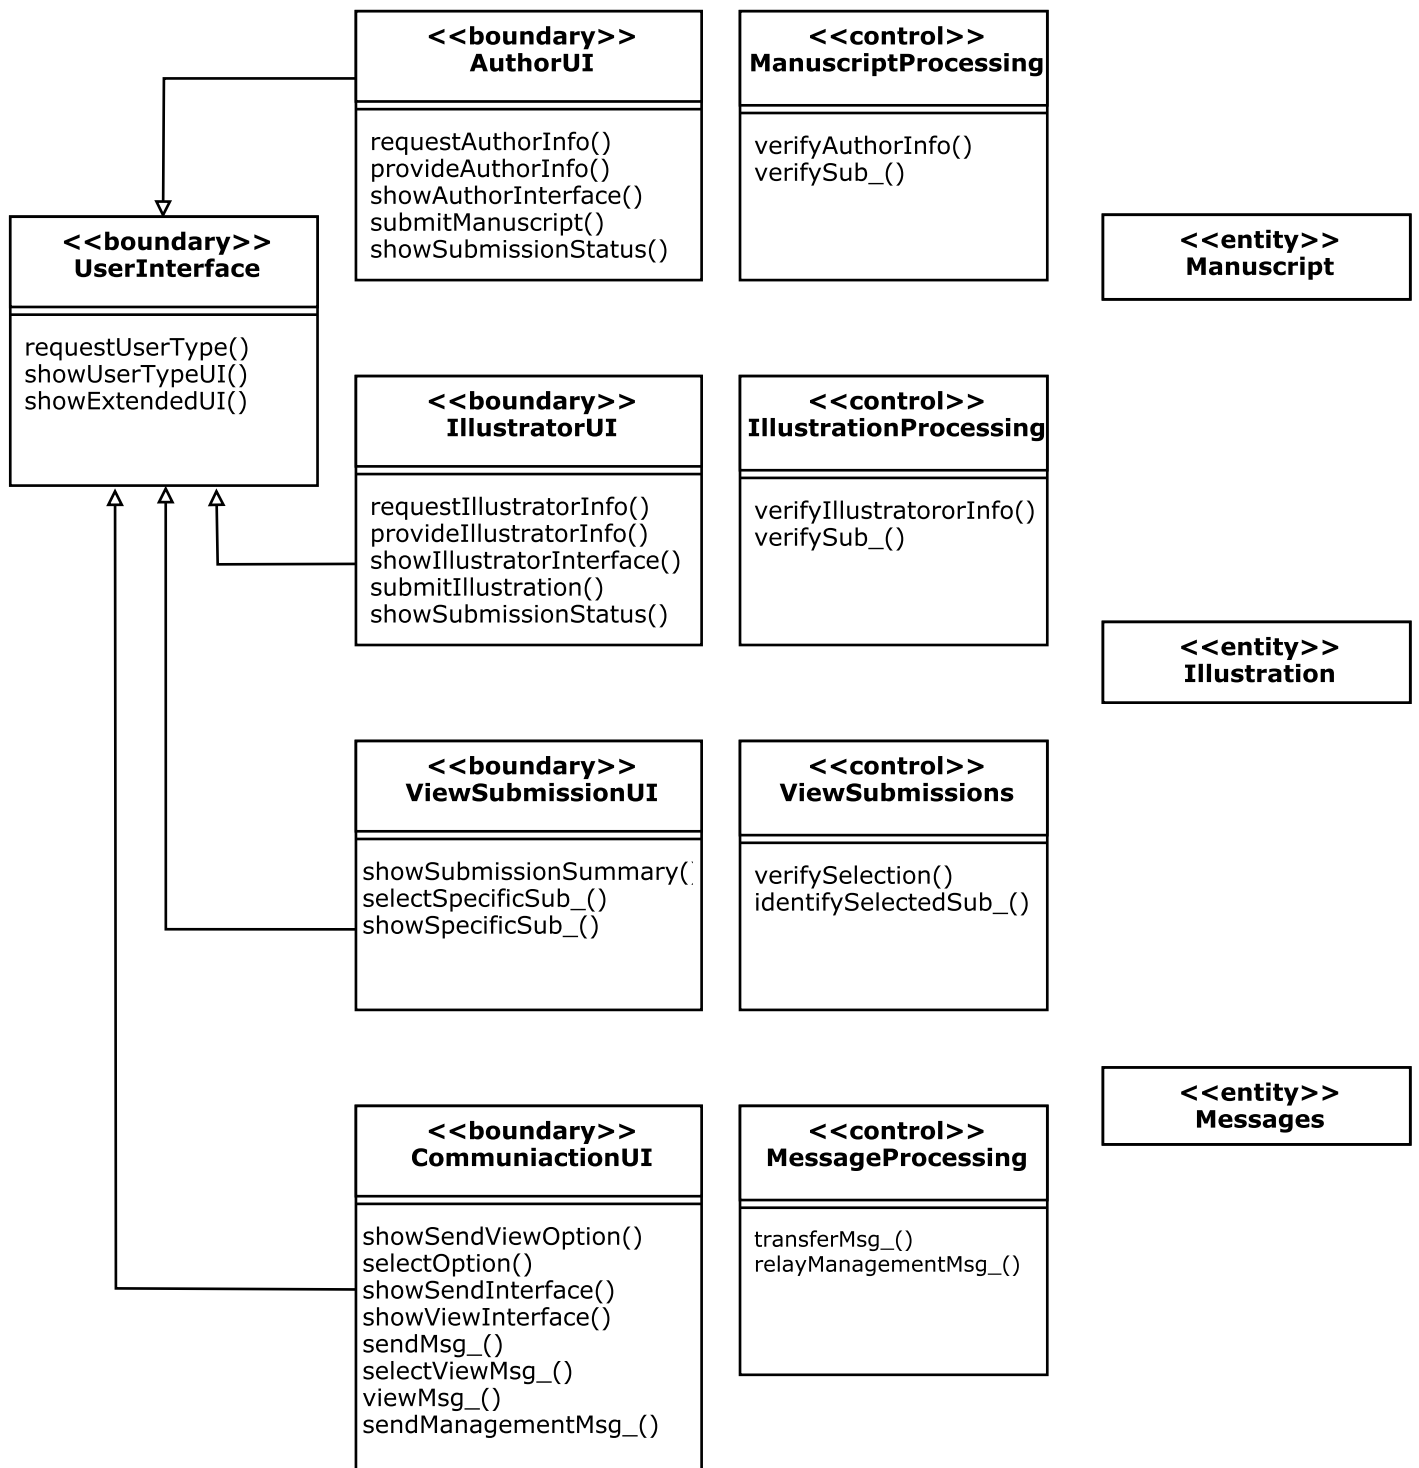 <<boundary>>
AuthorUI
requestAuthorInfo()
provideAuthorInfo()
showAuthorInterface()
submitManuscript()
showSubmissionStatus()
<<control>>
ManuscriptProcessing
verifyAuthorInfo()
verifySub_()
<<boundary>>
UserInterface
requestUserType()
showUserTypeUI()
showExtendedUI()
<<entity>>
Manuscript
<<boundary>>
IllustratorUI
requestIllustratorInfo()
provideIllustratorInfo()
showIllustratorInterface()
submitIllustration()
showSubmissionStatus()
<<control>>
IllustrationProcessing
verifyIllustratororInfo()
verifySub_()
<<entity>>
Illustration
<<boundary>>
ViewSubmissionUI
showSubmissionSummary()
selectSpecificSub_()
showSpecificSub_()
<<control>>
ViewSubmissions
verifySelection()
identifySelectedSub_()
<<entity>>
Messages
<<boundary>>
CommuniactionUI
showSendViewOption()
selectOption()
showSendInterface()
showViewInterface()
sendMsg_()
selectViewMsg_()
viewMsg_()
sendManagementMsg_()
<<control>>
MessageProcessing
transferMsg_()
relayManagementMsg_()